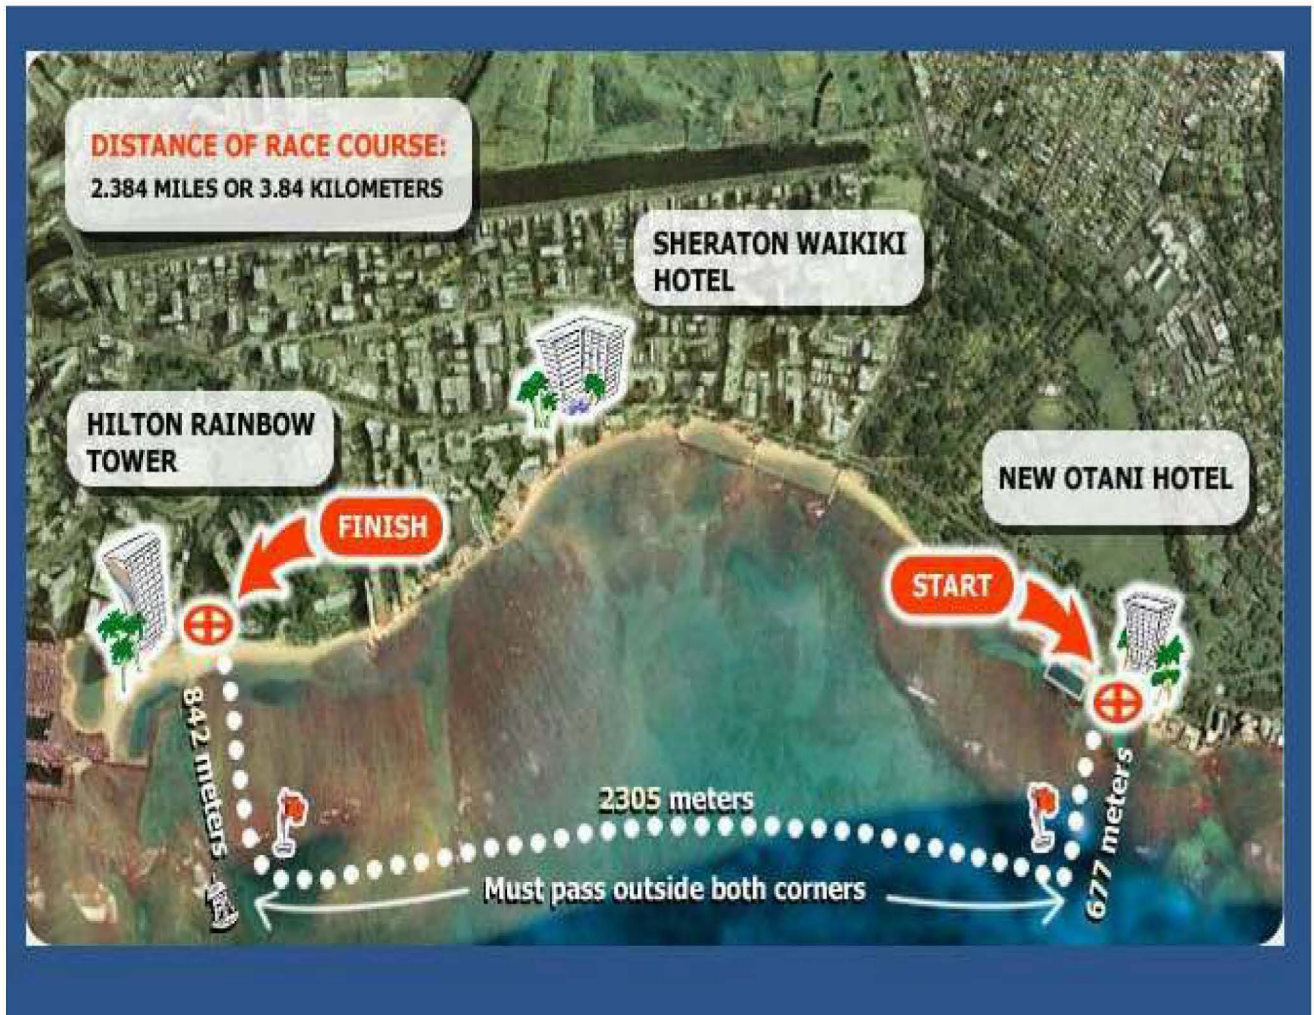 DISTANCE OF RACE COURSE:
2.384 MILES OR 3.84 KILOMETERS
SHERATON WAIKIKI
HOTEL
HILTON RAINBOW
TOWER
NEW OTANI HOTEL
FINISH
START
842 meters
2305 meters
677 meters
Must pass outside both corners